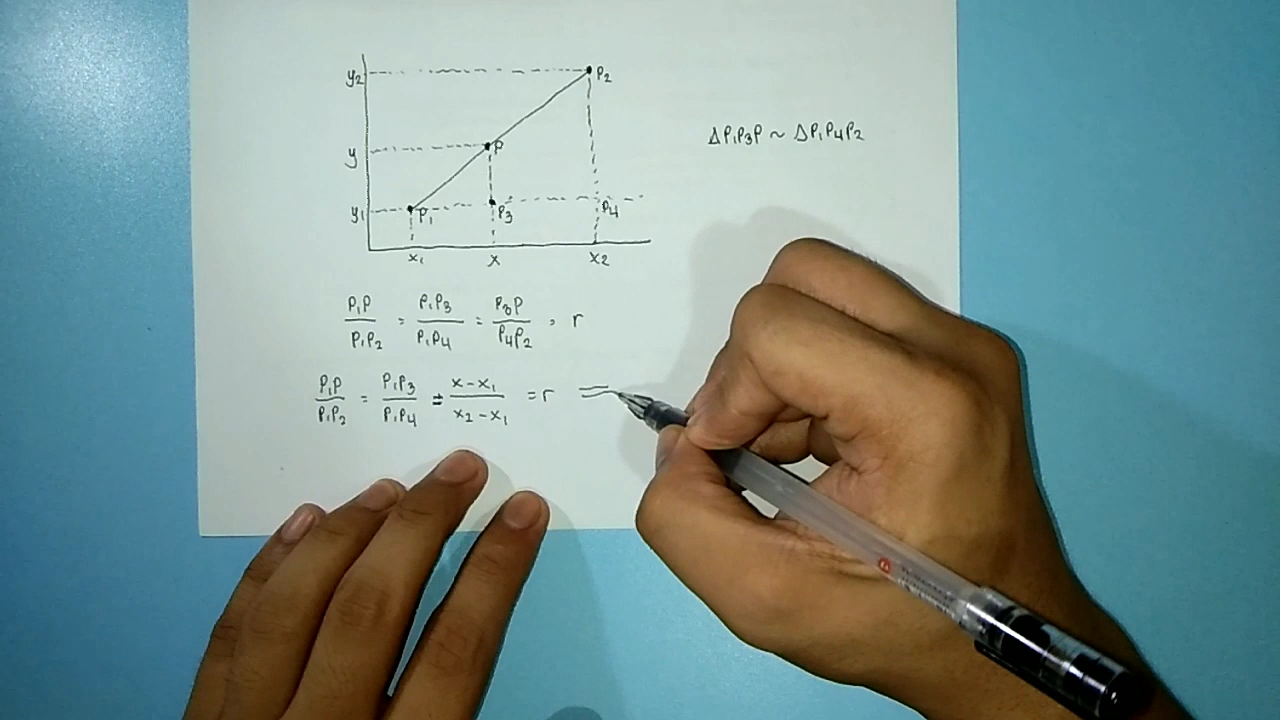 y₂
P₂
y
P
y₁
P₁
P₃
P₄
x₁ x x₂
ΔP₁P₃P ~ ΔP₁P₄P₂
P₁P/P₁P₂ = P₁P₃/P₁P₄ = P₃P/P₄P₂ = r
P₁P/P₁P₂ = P₁P₃/P₁P₄ = x-x₁/x₂-x₁ = r =